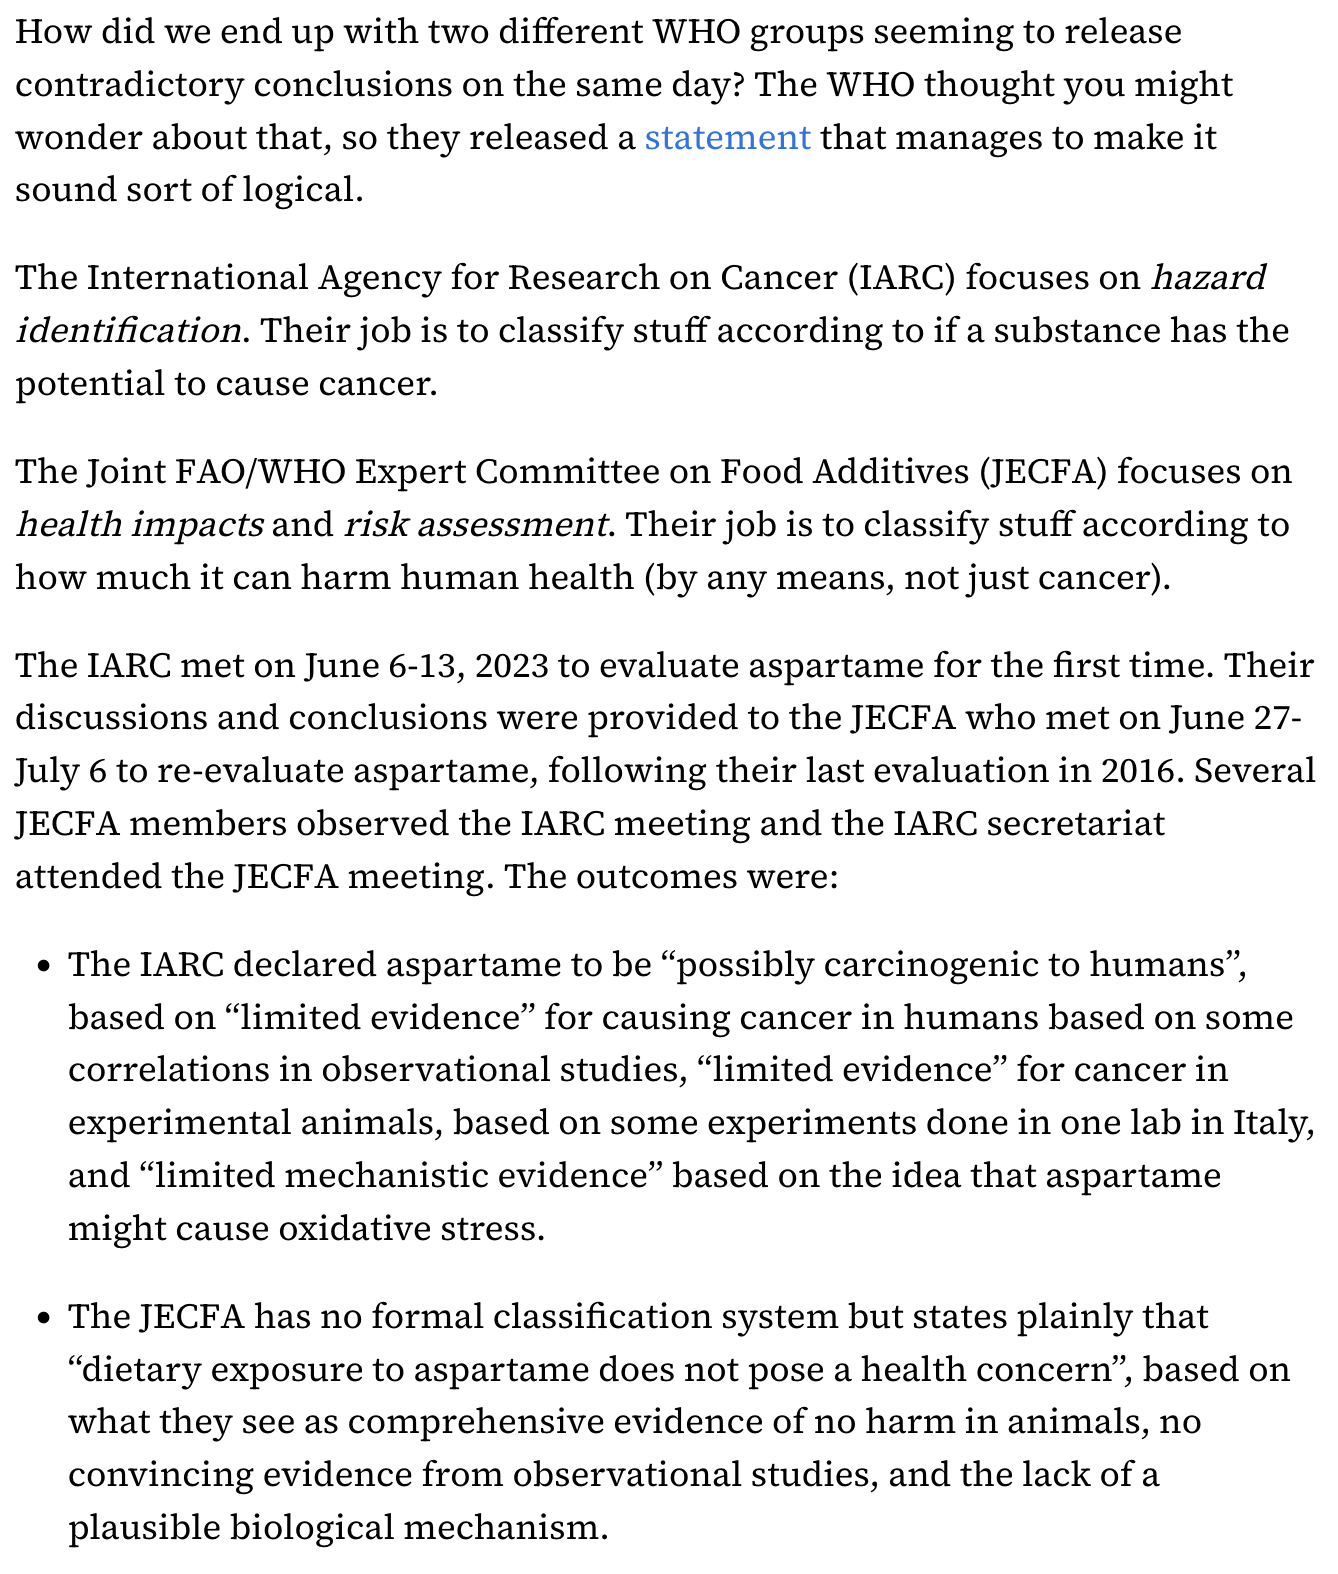 How did we end up with two different WHO groups seeming to release
contradictory conclusions on the same day? The WHO thought you might
wonder about that, so they released a statement that manages to make it
sound sort of logical.
The International Agency for Research on Cancer (IARC) focuses on hazard
identification. Their job is to classify stuff according to if a substance has the
potential to cause cancer.
The Joint FAO/WHO Expert Committee on Food Additives (JECFA) focuses on
health impacts and risk assessment. Their job is to classify stuff according to
how much it can harm human health (by any means, not just cancer).
The IARC met on June 6-13, 2023 to evaluate aspartame for the first time. Their
discussions and conclusions were provided to the JECFA who met on June 27-
July 6 to re-evaluate aspartame, following their last evaluation in 2016. Several
JECFA members observed the IARC meeting and the IARC secretariat
attended the JECFA meeting. The outcomes were:
• The IARC declared aspartame to be “possibly carcinogenic to humans”,
based on “limited evidence” for causing cancer in humans based on some
correlations in observational studies, “limited evidence” for cancer in
experimental animals, based on some experiments done in one lab in Italy,
and “limited mechanistic evidence” based on the idea that aspartame
might cause oxidative stress.
• The JECFA has no formal classification system but states plainly that
“dietary exposure to aspartame does not pose a health concern”, based on
what they see as comprehensive evidence of no harm in animals, no
convincing evidence from observational studies, and the lack of a
plausible biological mechanism.